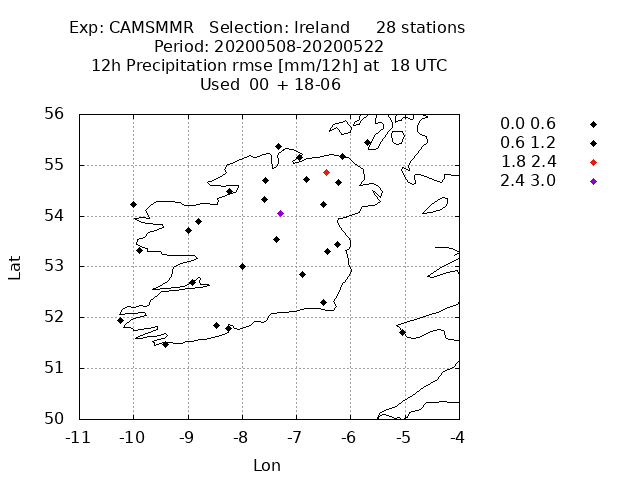 Exp: CAMSMMR   Selection: Ireland     28 stations
Period: 20200508-20200522
12h Precipitation rmse [mm/12h] at  18 UTC
Used  00  + 18-06
56
55
54
53
52
51
50
-11 -10 -9 -8 -7 -6 -5 -4
Lat
Lon
0.0 0.6
0.6 1.2
1.8 2.4
2.4 3.0